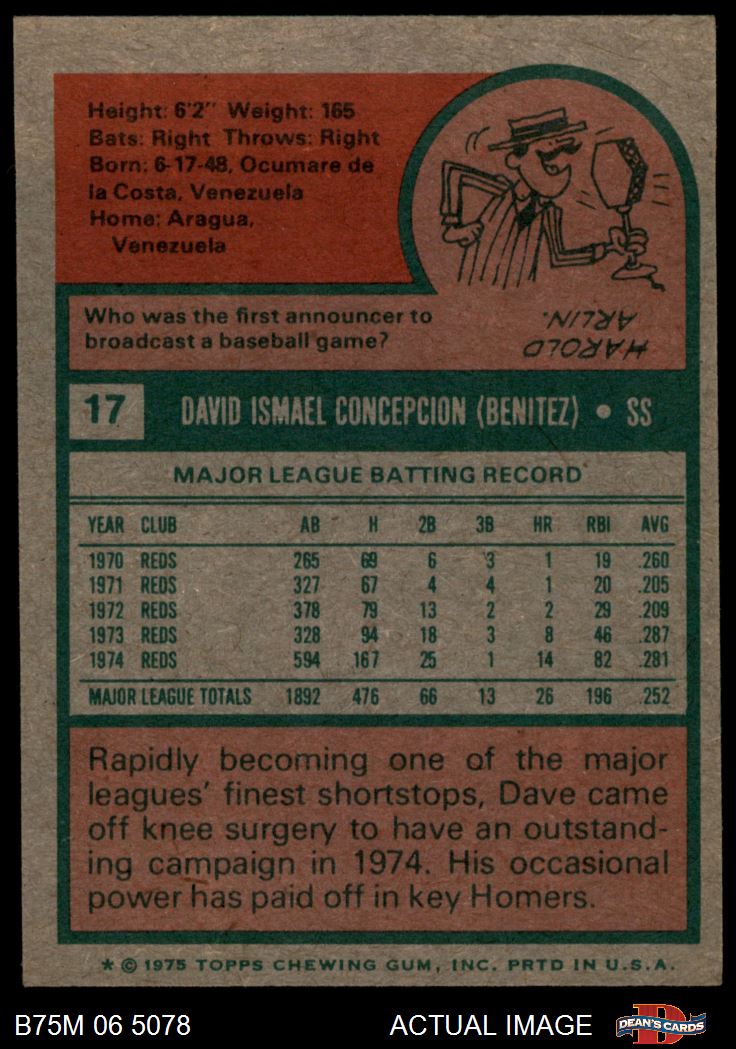 Height: 6'2" Weight: 165
Bats: Right Throws: Right
Born: 6-17-48, Ocumare de
la Costa, Venezuela
Home: Aragua,
Venezuela
Who was the first announcer to
broadcast a baseball game?
HAROLD
ARLIN.
17 DAVID ISMAEL CONCEPCION (BENITEZ) • SS
MAJOR LEAGUE BATTING RECORD
YEAR CLUB AB H 2B 3B HR RBI AVG
1970 REDS 265 69 6 3 1 19 .260
1971 REDS 327 67 4 4 1 20 .205
1972 REDS 378 79 13 2 2 29 .209
1973 REDS 328 94 18 3 8 46 .287
1974 REDS 594 167 25 1 14 82 .281
MAJOR LEAGUE TOTALS 1892 476 66 13 26 196 .252
Rapidly becoming one of the major
leagues' finest shortstops, Dave came
off knee surgery to have an outstand-
ing campaign in 1974. His occasional
power has paid off in key Homers.
* © 1975 TOPPS CHEWING GUM, INC. PRTD IN U.S.A.
B75M 06 5078 ACTUAL IMAGE DEAN'S CARDS